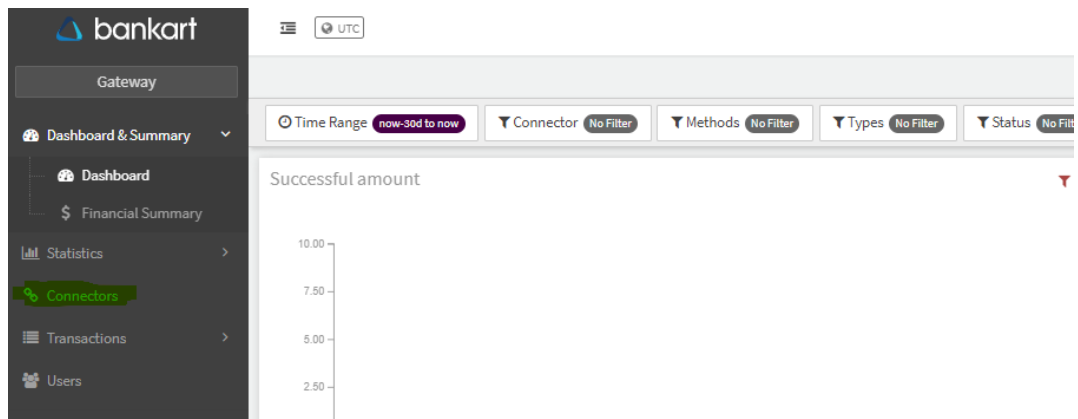 bankart
UTC
Gateway
Time Range now-30d to now Connector No Filter Methods No Filter Types No Filter Status No Filt
Dashboard & Summary
Dashboard
Successful amount
Financial Summary
10.00
Statistics
7.50
Connectors
5.00
Transactions
2.50
Users